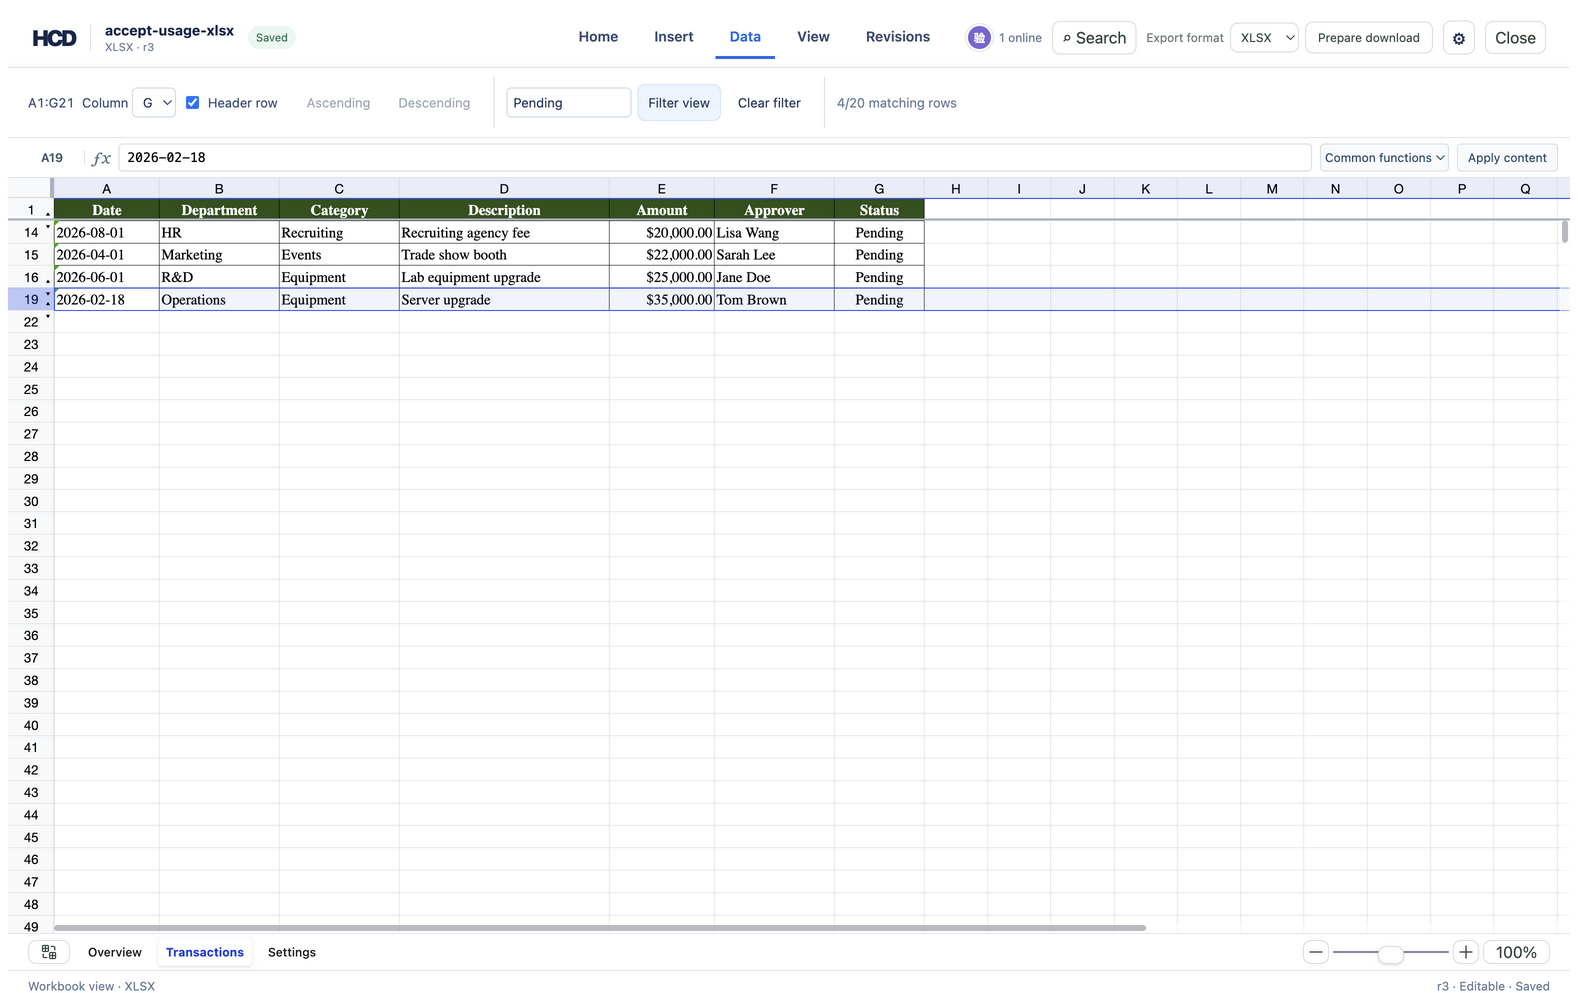 HCD accept-usage-xlsx Saved Home Insert Data View Revisions 验 1 online Search Export format XLSX Prepare download Close
XLSX · r3
A1:G21 Column G Header row Ascending Descending Pending Filter view Clear filter 4/20 matching rows
A19 fx 2026-02-18 Common functions Apply content
A B C D E F G H I J K L M N O P Q
1 Date Department Category Description Amount Approver Status
14 2026-08-01 HR Recruiting Recruiting agency fee $20,000.00 Lisa Wang Pending
15 2026-04-01 Marketing Events Trade show booth $22,000.00 Sarah Lee Pending
16 2026-06-01 R&D Equipment Lab equipment upgrade $25,000.00 Jane Doe Pending
19 2026-02-18 Operations Equipment Server upgrade $35,000.00 Tom Brown Pending
22
23
24
25
26
27
28
29
30
31
32
33
34
35
36
37
38
39
40
41
42
43
44
45
46
47
48
49
Overview Transactions Settings 100%
Workbook view · XLSX r3 · Editable · Saved